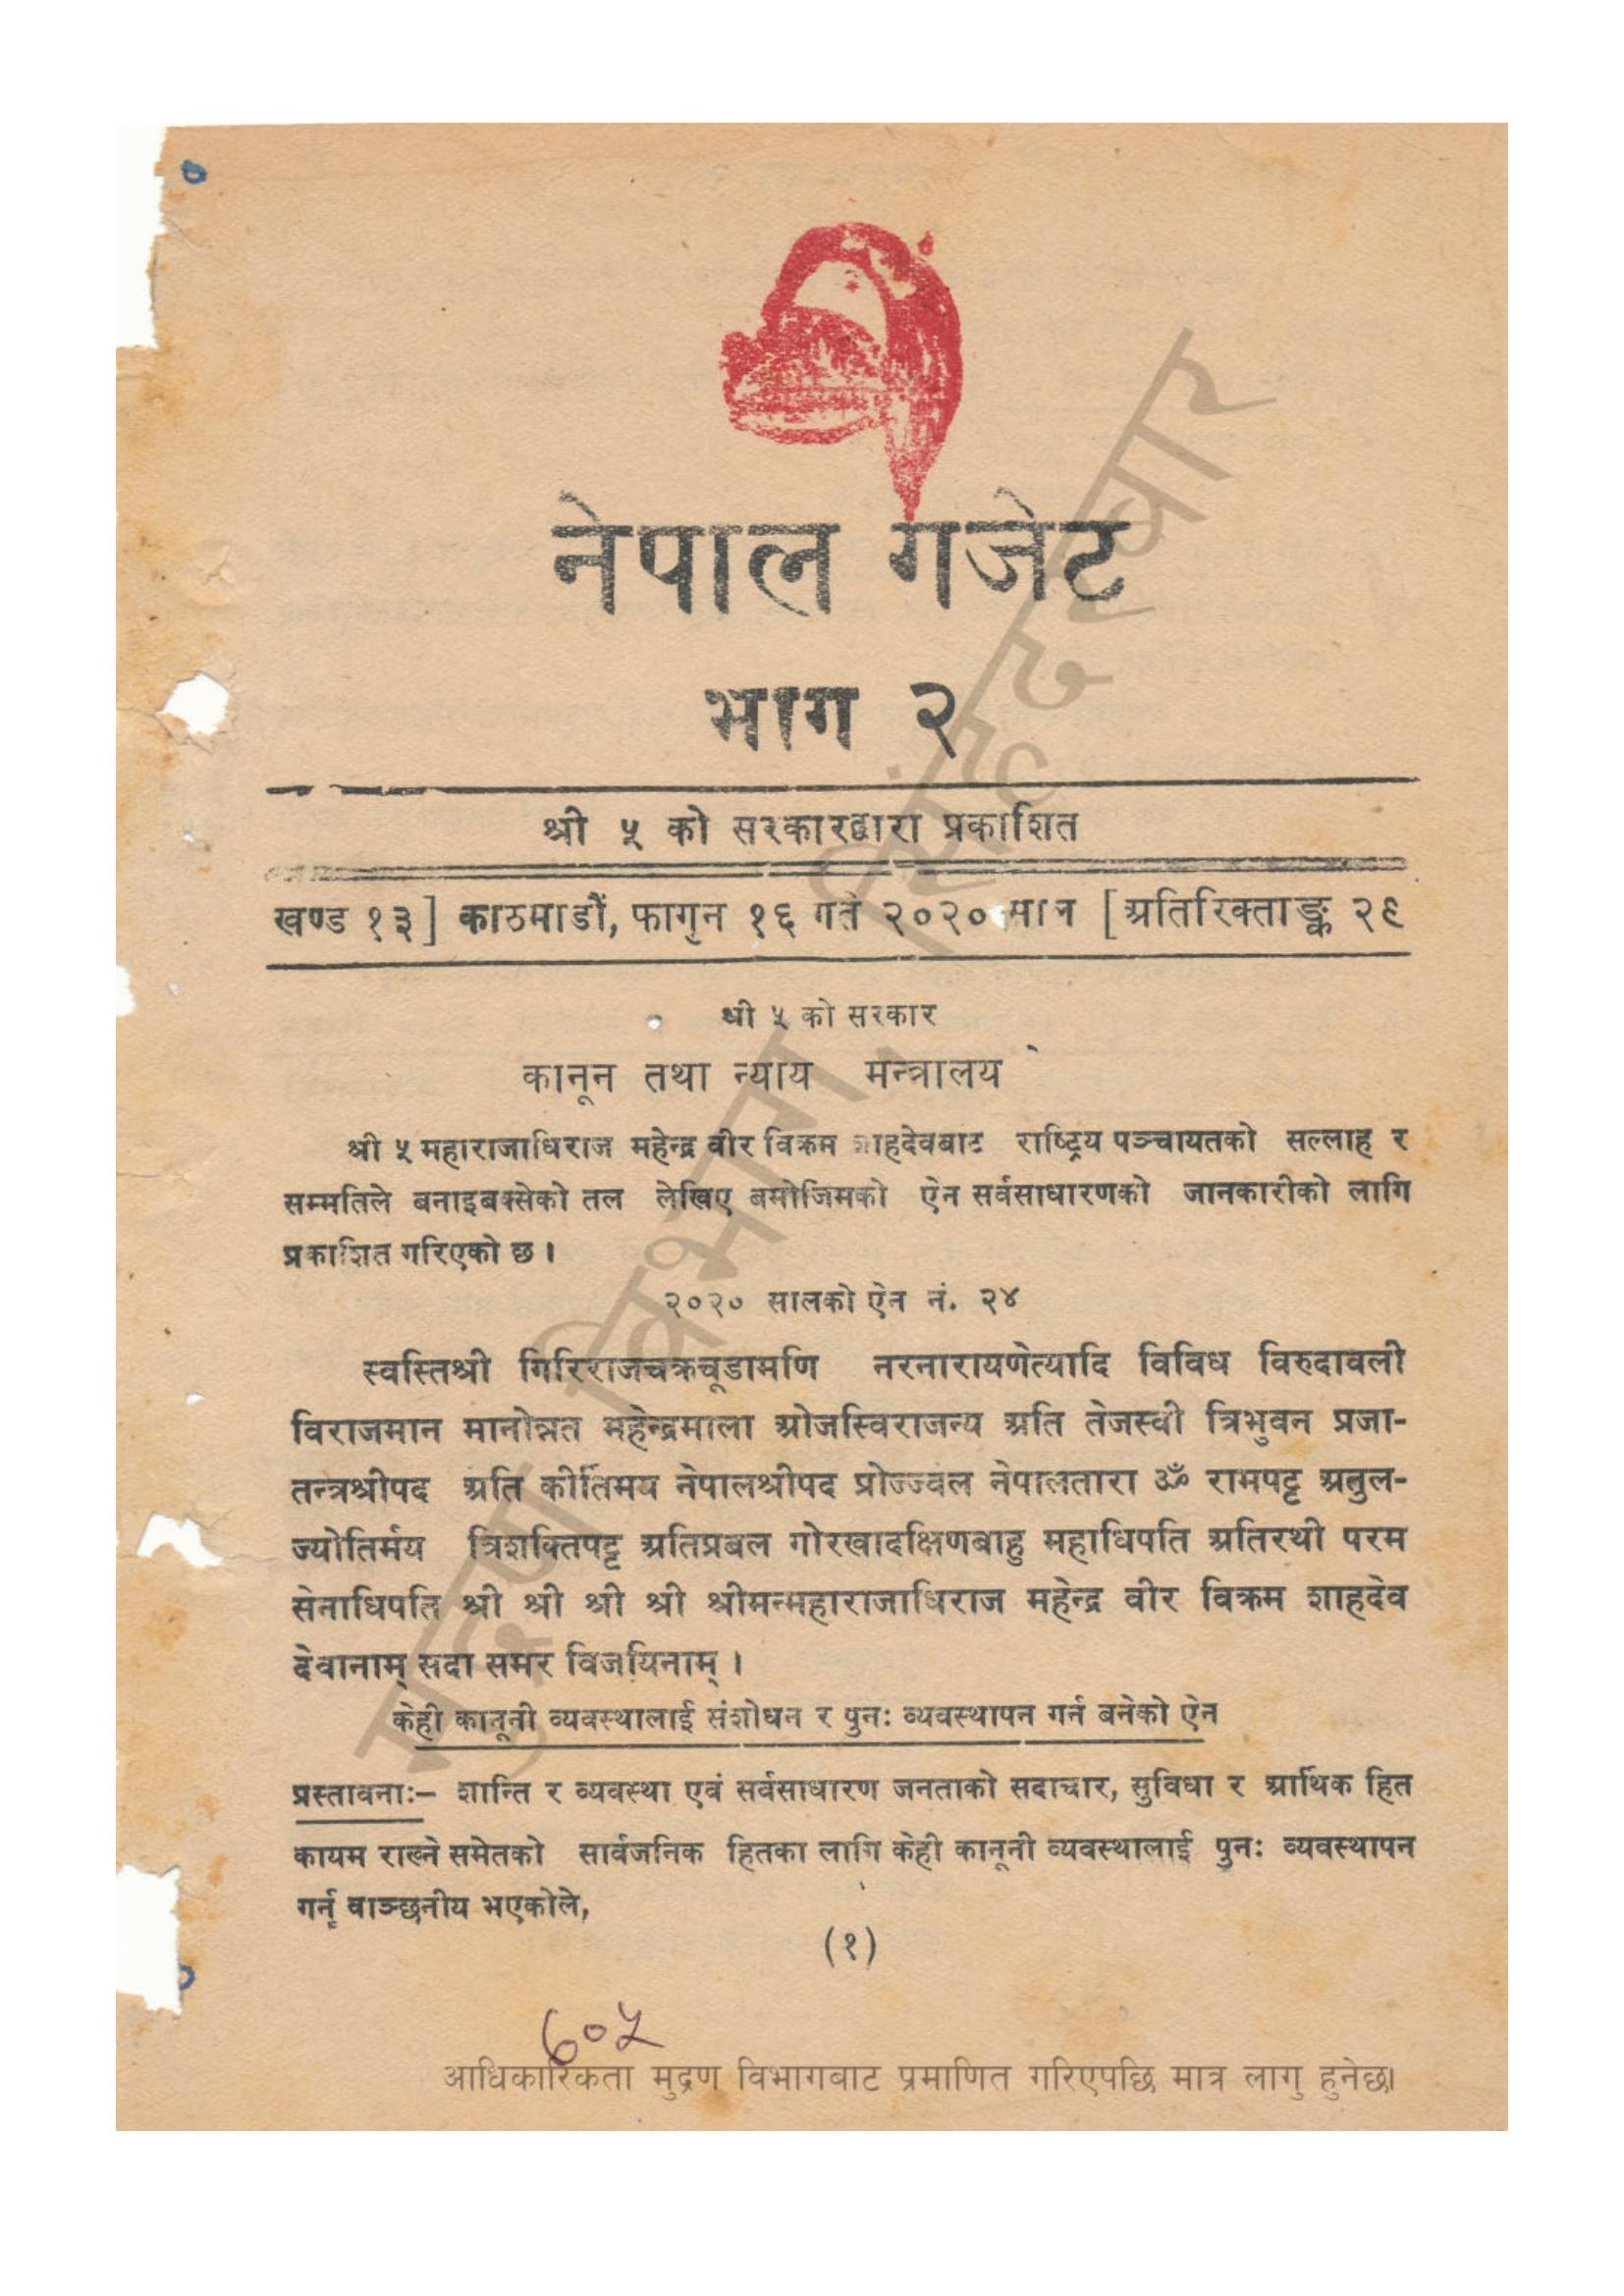 नेपाल गजेट
भाग २
श्री ५ को सरकारद्वारा प्रकाशित
खण्ड १३] काठमाडौं, फागुन १६ गते २०२० साल [अतिरिक्ताङ्क २९
श्री ५ को सरकार
कानून तथा न्याय मन्त्रालय
श्री ५ महाराजाधिराज महेन्द्र वीर विक्रम शाहदेवबाट राष्ट्रिय पञ्चायतको सल्लाह र
सम्मतिले बनाइबक्सेको तल लेखिए बमोजिमको ऐन सर्वसाधारणको जानकारीको लागि
प्रकाशित गरिएको छ ।
२०२० सालको ऐन नं. २४
स्वस्तिश्री गिरिराजचक्रचूडामणि नरनारायणेत्यादि विविध विरुदावली
विराजमान मानोन्नत महेन्द्रमाला ओजस्विराजन्य अति तेजस्वी त्रिभुवन प्रजा-
तन्त्रश्रीपद अति कीर्तिमय नेपालश्रीपद प्रोज्ज्वल नेपालतारा ॐ रामपट्ट अतुल-
ज्योतिर्मय त्रिशक्तिपट्ट अतिप्रबल गोरखादक्षिणबाहु महाधिपति अतिरथी परम
सेनाधिपति श्री श्री श्री श्री श्रीमन्महाराजाधिराज महेन्द्र वीर विक्रम शाहदेव
देवानाम् सदा समर विजयिनाम् ।
केही कानूनी व्यवस्थालाई संशोधन र पुनः व्यवस्थापन गर्न बनेको ऐन
प्रस्तावनाः– शान्ति र व्यवस्था एवं सर्वसाधारण जनताको सदाचार, सुविधा र आर्थिक हित
कायम राख्ने समेतको सार्वजनिक हितका लागि केही कानूनी व्यवस्थालाई पुनः व्यवस्थापन
गर्नु वाञ्छनीय भएकोले,
(१)
७०५
आधिकारिकता मुद्रण विभागबाट प्रमाणित गरिएपछि मात्र लागु हुनेछ।
मुद्रण विभाग, सिंहदरबार